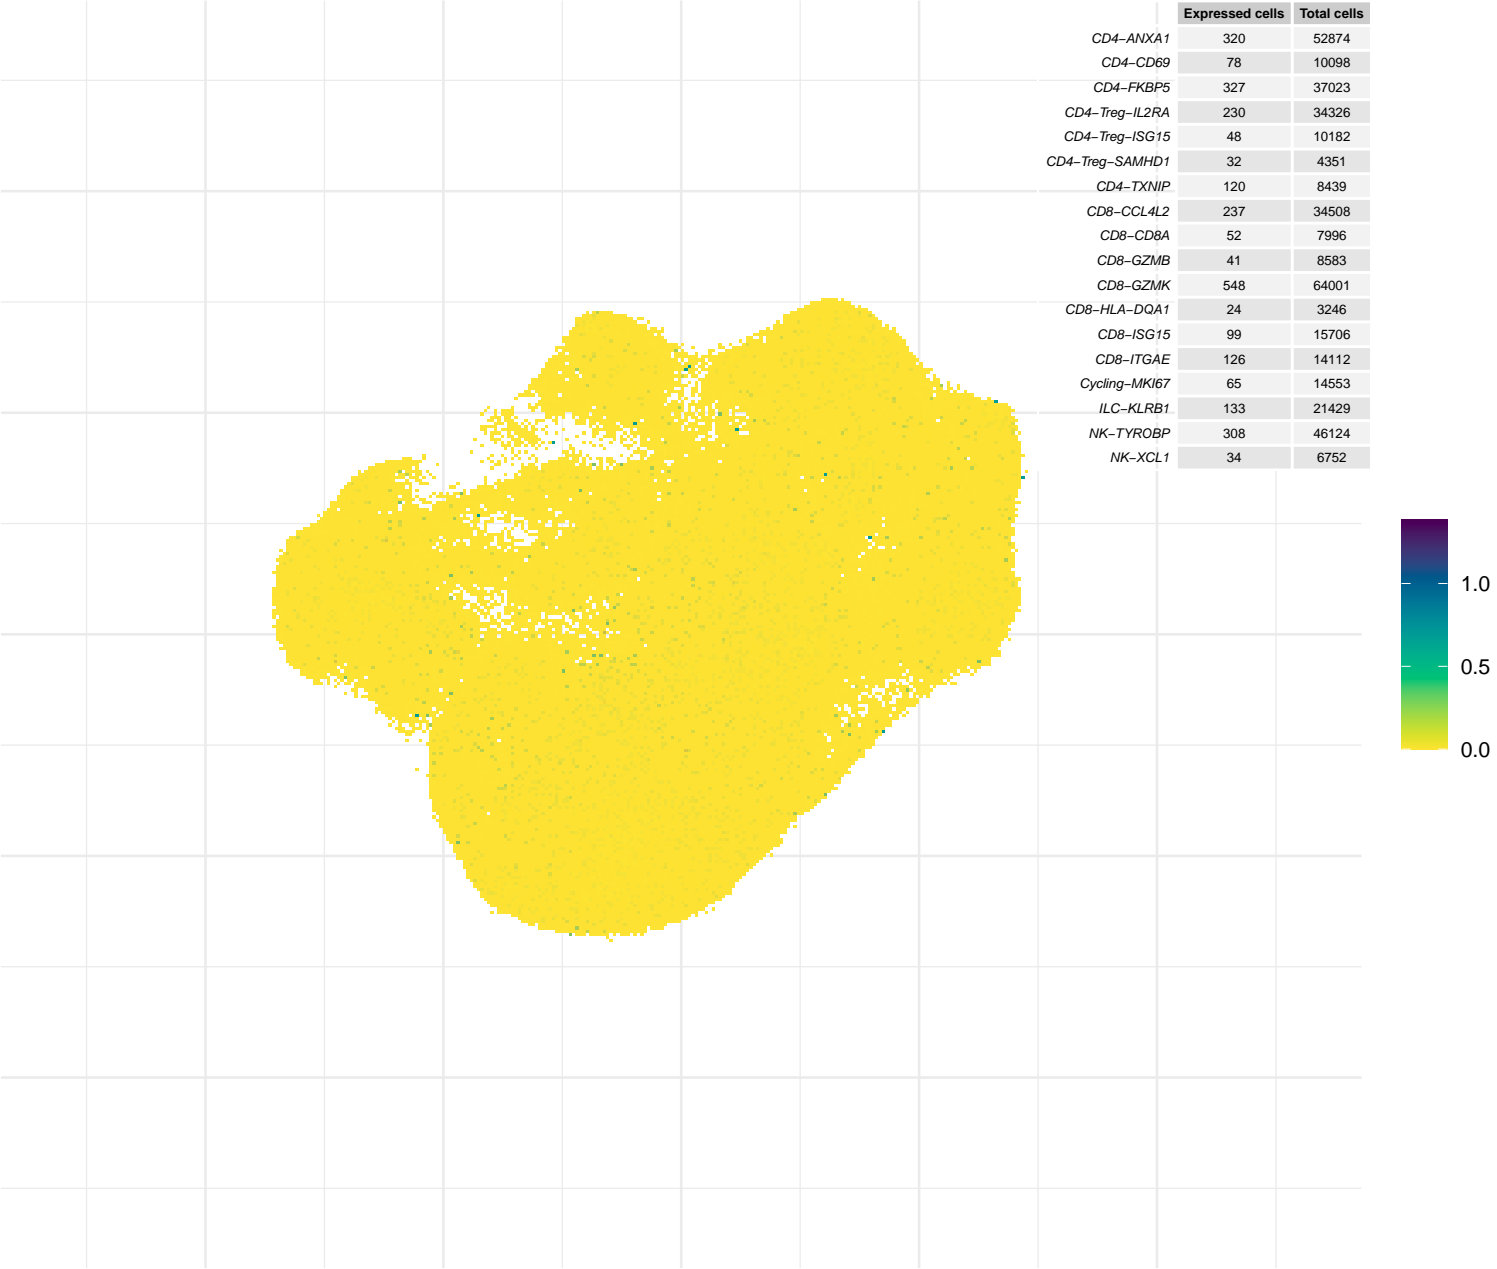 Expressed cells Total cells
CD4−ANXA1 320 52874
CD4−CD69 78 10098
CD4−FKBP5 327 37023
CD4−Treg−IL2RA 230 34326
CD4−Treg−ISG15 48 10182
CD4−Treg−SAMHD1 32 4351
CD4−TXNIP 120 8439
CD8−CCL4L2 237 34508
CD8−CD8A 52 7996
CD8−GZMB 41 8583
CD8−GZMK 548 64001
CD8−HLA−DQA1 24 3246
CD8−ISG15 99 15706
CD8−ITGAE 126 14112
Cycling−MKI67 65 14553
ILC−KLRB1 133 21429
NK−TYROBP 308 46124
NK−XCL1 34 6752
1.0
0.5
0.0